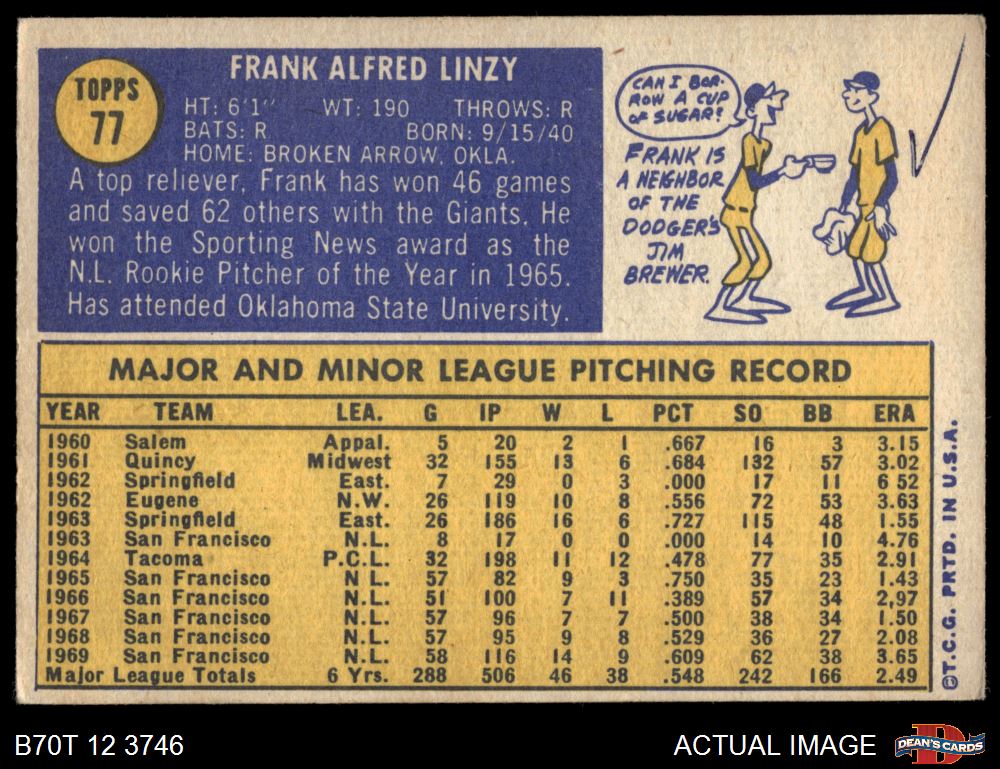 TOPPS
77
FRANK ALFRED LINZY
HT: 6'1" WT: 190 THROWS: R
BATS: R BORN: 9/15/40
HOME: BROKEN ARROW, OKLA.
A top reliever, Frank has won 46 games
and saved 62 others with the Giants. He
won the Sporting News award as the
N.L. Rookie Pitcher of the Year in 1965.
Has attended Oklahoma State University.
CAN I BOR-
ROW A CUP
OF SUGAR?
FRANK IS
A NEIGHBOR
OF THE
DODGER'S
JIM
BREWER.
MAJOR AND MINOR LEAGUE PITCHING RECORD
YEAR TEAM LEA. G IP W L PCT SO BB ERA
1960 Salem Appal. 5 20 2 1 .667 16 3 3.15
1961 Quincy Midwest 32 155 13 6 .684 132 57 3.02
1962 Springfield East. 7 29 0 3 .000 17 11 6 52
1962 Eugene N.W. 26 119 10 8 .556 72 53 3.63
1963 Springfield East. 26 186 16 6 .727 115 48 1.55
1963 San Francisco N.L. 8 17 0 0 .000 14 10 4.76
1964 Tacoma P.C.L. 32 198 11 12 .478 77 35 2.91
1965 San Francisco N L. 57 82 9 3 .750 35 23 1.43
1966 San Francisco N.L. 51 100 7 11 .389 57 34 2,97
1967 San Francisco N.L. 57 96 7 7 .500 38 34 1.50
1968 San Francisco N.L. 57 95 9 8 .529 36 27 2.08
1969 San Francisco N.L. 58 116 14 9 .609 62 38 3.65
Major League Totals 6 Yrs. 288 506 46 38 .548 242 166 2.49
©T.C.G. PRTD. IN U.S.A.
B70T 12 3746
ACTUAL IMAGE
D
DEAN'S CARDS